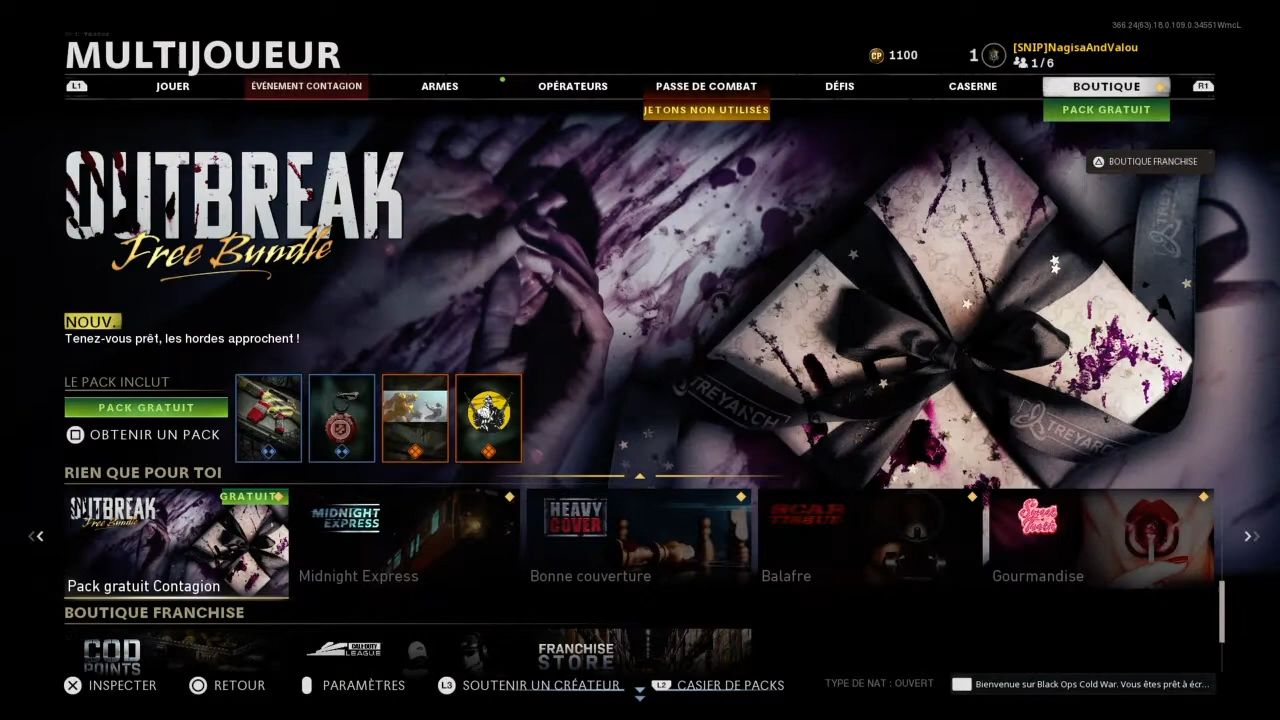 366.24(63).18.0.109.0.34551WmcL
MULTIJOUEUR
CP 1100
1
[SNIP]NagisaAndValou
1/6
L1 JOUER ÉVÉNEMENT CONTAGION ARMES OPÉRATEURS PASSE DE COMBAT DÉFIS CASERNE BOUTIQUE R1
JETONS NON UTILISÉS PACK GRATUIT
BOUTIQUE FRANCHISE
OUTBREAK
Free Bundle
NOUV.
Tenez-vous prêt, les hordes approchent !
LE PACK INCLUT
PACK GRATUIT
OBTENIR UN PACK
TREYARCH
TREYARC
TREY
RIEN QUE POUR TOI
OUTBREAK
Free Bundle
GRATUIT
Pack gratuit Contagion
MIDNIGHT
EXPRESS
Midnight Express
HEAVY
COVER
Bonne couverture
SCAR
TISSUE
Balafre
Sweet
Tooth
Gourmandise
BOUTIQUE FRANCHISE
COD
POINTS
CALL OF DUTY
LEAGUE
FRANCHISE
STORE
INSPECTER RETOUR PARAMÈTRES L3 SOUTENIR UN CRÉATEUR L2 CASIER DE PACKS TYPE DE NAT : OUVERT Bienvenue sur Black Ops Cold War. Vous êtes prêt à écr...